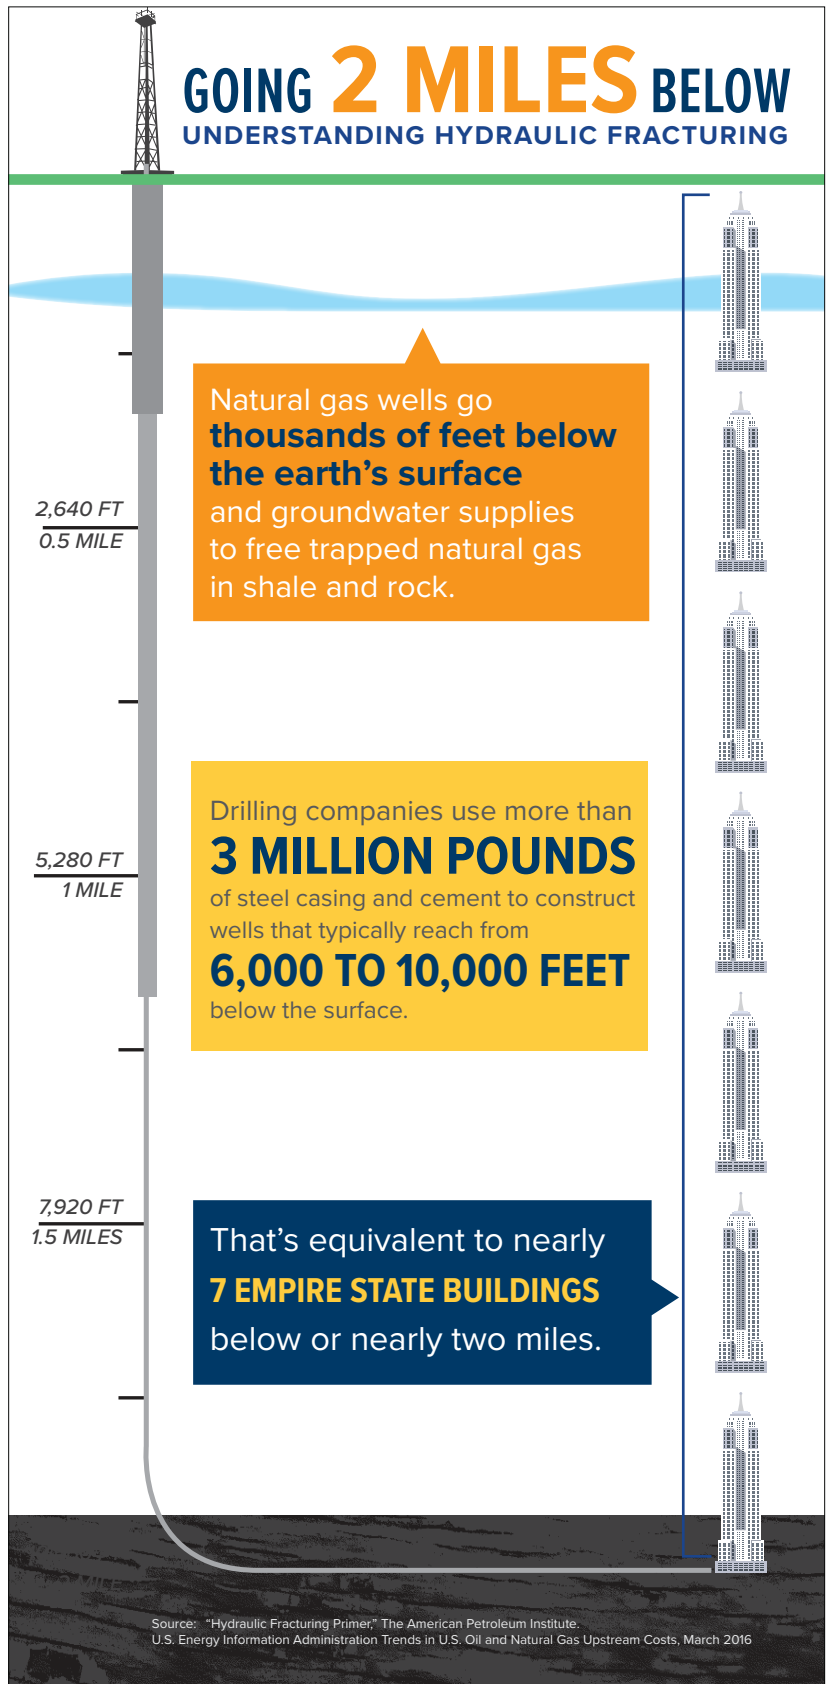 GOING 2 MILES BELOW
UNDERSTANDING HYDRAULIC FRACTURING
Natural gas wells go
thousands of feet below
the earth's surface
and groundwater supplies
to free trapped natural gas
in shale and rock.
2,640 FT
0.5 MILE
Drilling companies use more than
3 MILLION POUNDS
of steel casing and cement to construct
wells that typically reach from
6,000 TO 10,000 FEET
below the surface.
5,280 FT
1 MILE
7,920 FT
1.5 MILES
That's equivalent to nearly
7 EMPIRE STATE BUILDINGS
below or nearly two miles.
MILE
Source: "Hydraulic Fracturing Primer," The American Petroleum Institute.
U.S. Energy Information Administration Trends in U.S. Oil and Natural Gas Upstream Costs, March 2016